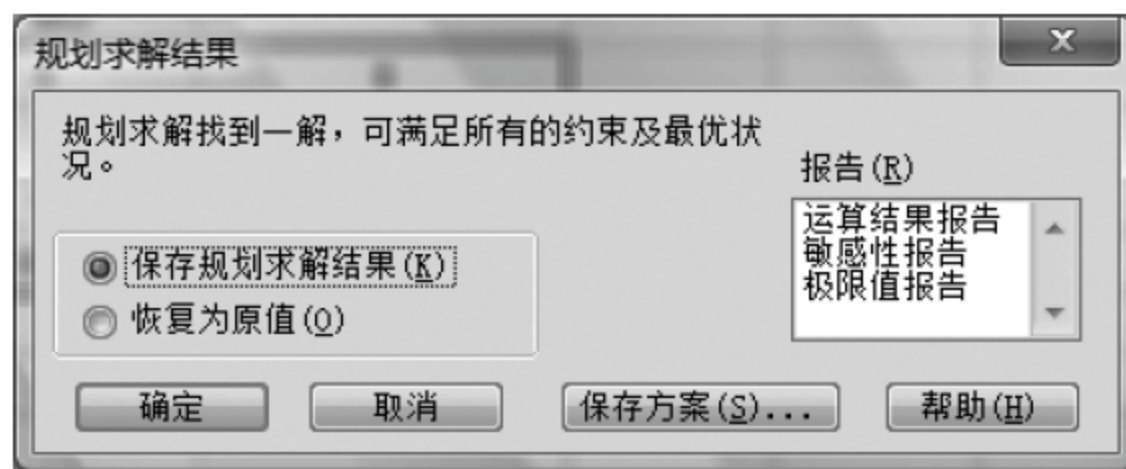 规划求解结果
规划求解找到一解，可满足所有的约束及最优状
况。
报告(R)
运算结果报告
敏感性报告
极限值报告
保存规划求解结果(K)
恢复为原值(O)
确定
取消
保存方案(S)...
帮助(H)